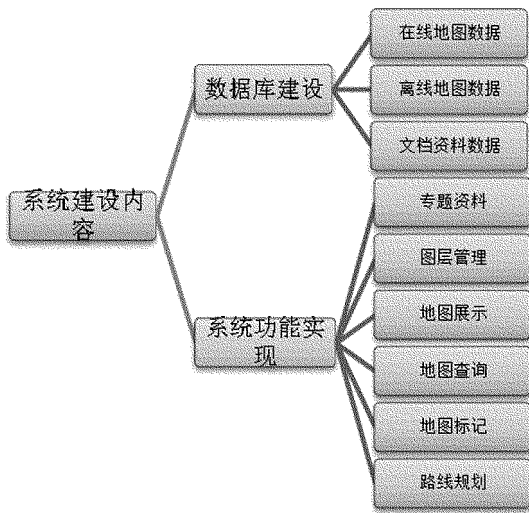 系统建设内
容
数据库建设
在线地图数据
离线地图数据
文档资料数据
系统功能实
现
专题资料
图层管理
地图展示
地图查询
地图标记
路线规划